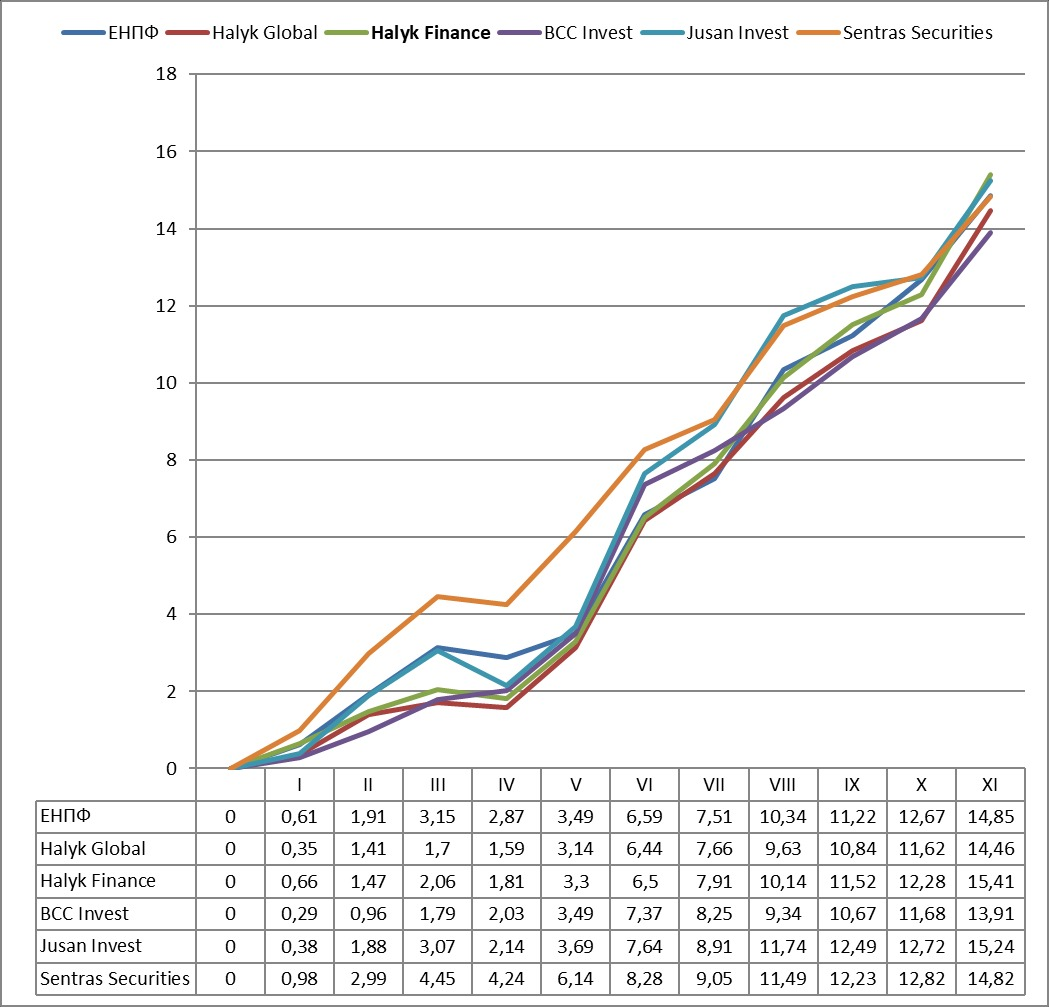 ЕНПФ Halyk Global Halyk Finance BCC Invest Jusan Invest Sentras Securities
18
16
14
12
10
8
6
4
2
0
I II III IV V VI VII VIII IX X XI
ЕНПФ 0 0,61 1,91 3,15 2,87 3,49 6,59 7,51 10,34 11,22 12,67 14,85
Halyk Global 0 0,35 1,41 1,7 1,59 3,14 6,44 7,66 9,63 10,84 11,62 14,46
Halyk Finance 0 0,66 1,47 2,06 1,81 3,3 6,5 7,91 10,14 11,52 12,28 15,41
BCC Invest 0 0,29 0,96 1,79 2,03 3,49 7,37 8,25 9,34 10,67 11,68 13,91
Jusan Invest 0 0,38 1,88 3,07 2,14 3,69 7,64 8,91 11,74 12,49 12,72 15,24
Sentras Securities 0 0,98 2,99 4,45 4,24 6,14 8,28 9,05 11,49 12,23 12,82 14,82